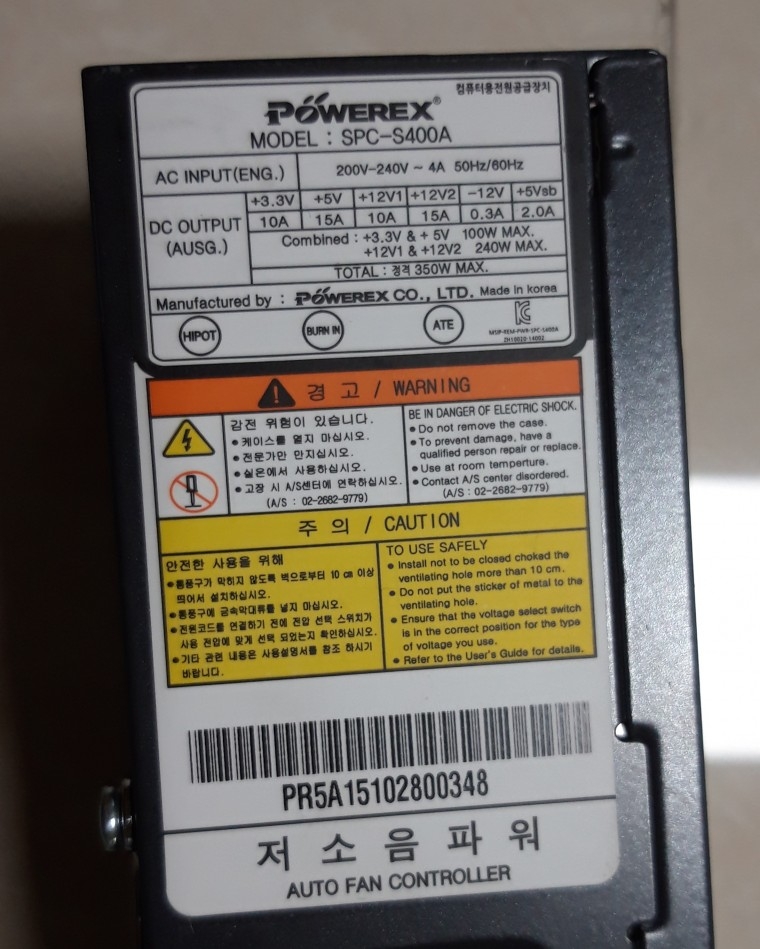 컴퓨터용전원공급장치
POWEREX®
MODEL : SPC-S400A
AC INPUT(ENG.) 200V-240V ~ 4A 50Hz/60Hz
DC OUTPUT (AUSG.)
+3.3V +5V +12V1 +12V2 -12V +5Vsb
10A 15A 10A 15A 0.3A 2.0A
Combined : +3.3V & + 5V 100W MAX.
+12V1 & +12V2 240W MAX.
TOTAL : 정격 350W MAX.
Manufactured by : POWEREX CO., LTD. Made in korea
HIPOT BURN IN ATE
MSIP-REM-PWR-SPC-S400A
경 고 / WARNING
감전 위험이 있습니다.
• 케이스를 열지 마십시오.
• 전문가만 만지십시오.
• 실온에서 사용하십시오.
• 고장 시 A/S센터에 연락하십시오.
(A/S : 02-2682-9779)
BE IN DANGER OF ELECTRIC SHOCK.
• Do not remove the case.
• To prevent damage, have a
qualified person repair or replace.
• Use at room temperture.
• Contact A/S center disordered.
(A/S : 02-2682-9779)
주 의 / CAUTION
안전한 사용을 위해
• 통풍구가 막히지 않도록 벽으로부터 10 cm 이상
띄어서 설치하십시오.
• 통풍구에 금속막대류를 넣지 마십시오.
• 전원코드를 연결하기 전에 전압 선택 스위치가
사용 전압에 맞게 선택 되었는지 확인하십시오.
• 기타 관련 내용은 사용설명서를 참조 하시기
바랍니다.
TO USE SAFELY
• Install not to be closed choked the
ventilating hole more than 10 cm.
• Do not put the sticker of metal to the
ventilating hole.
• Ensure that the voltage select switch
is in the correct position for the type
of voltage you use.
• Refer to the User's Guide for details.
PR5A15102800348
저 소 음 파 워
AUTO FAN CONTROLLER